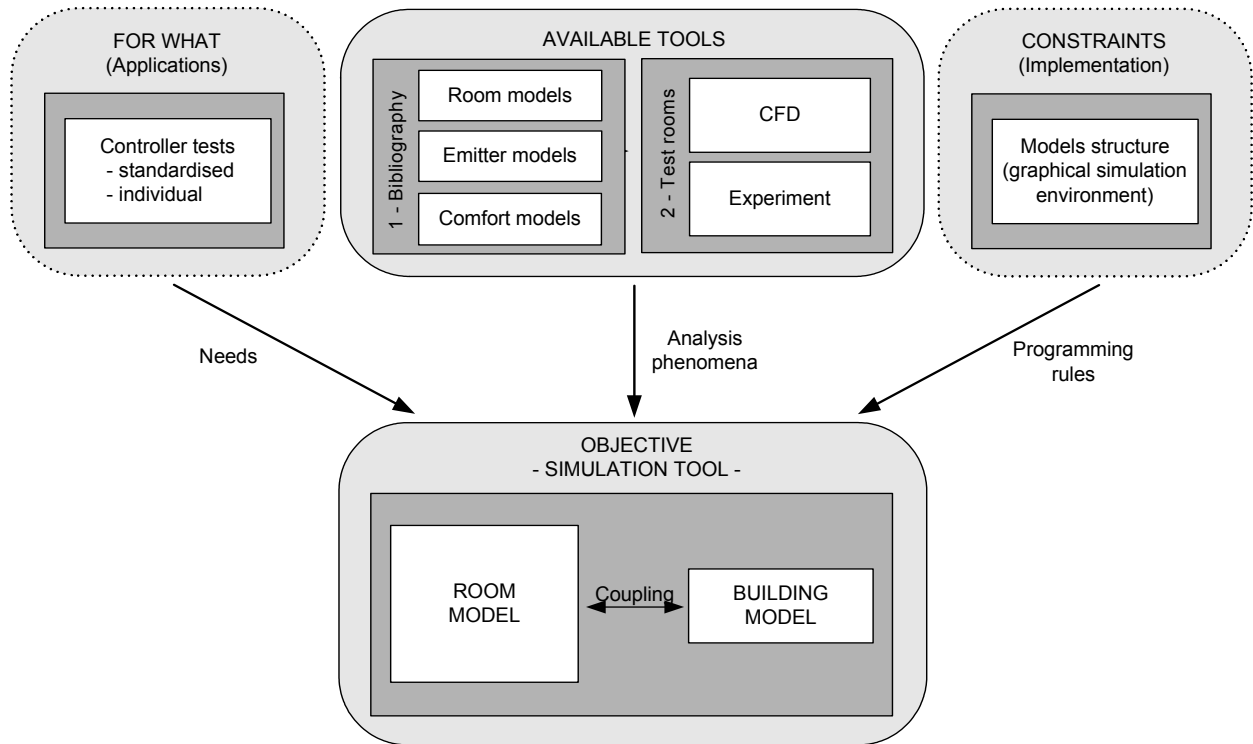 FOR WHAT
(Applications)
Controller tests
- standardised
- individual
AVAILABLE TOOLS
1 - Bibliography
Room models
Emitter models
Comfort models
2 - Test rooms
CFD
Experiment
CONSTRAINTS
(Implementation)
Models structure
(graphical simulation
environment)
Needs
Analysis
phenomena
Programming
rules
OBJECTIVE
- SIMULATION TOOL -
ROOM
MODEL
Coupling
BUILDING
MODEL